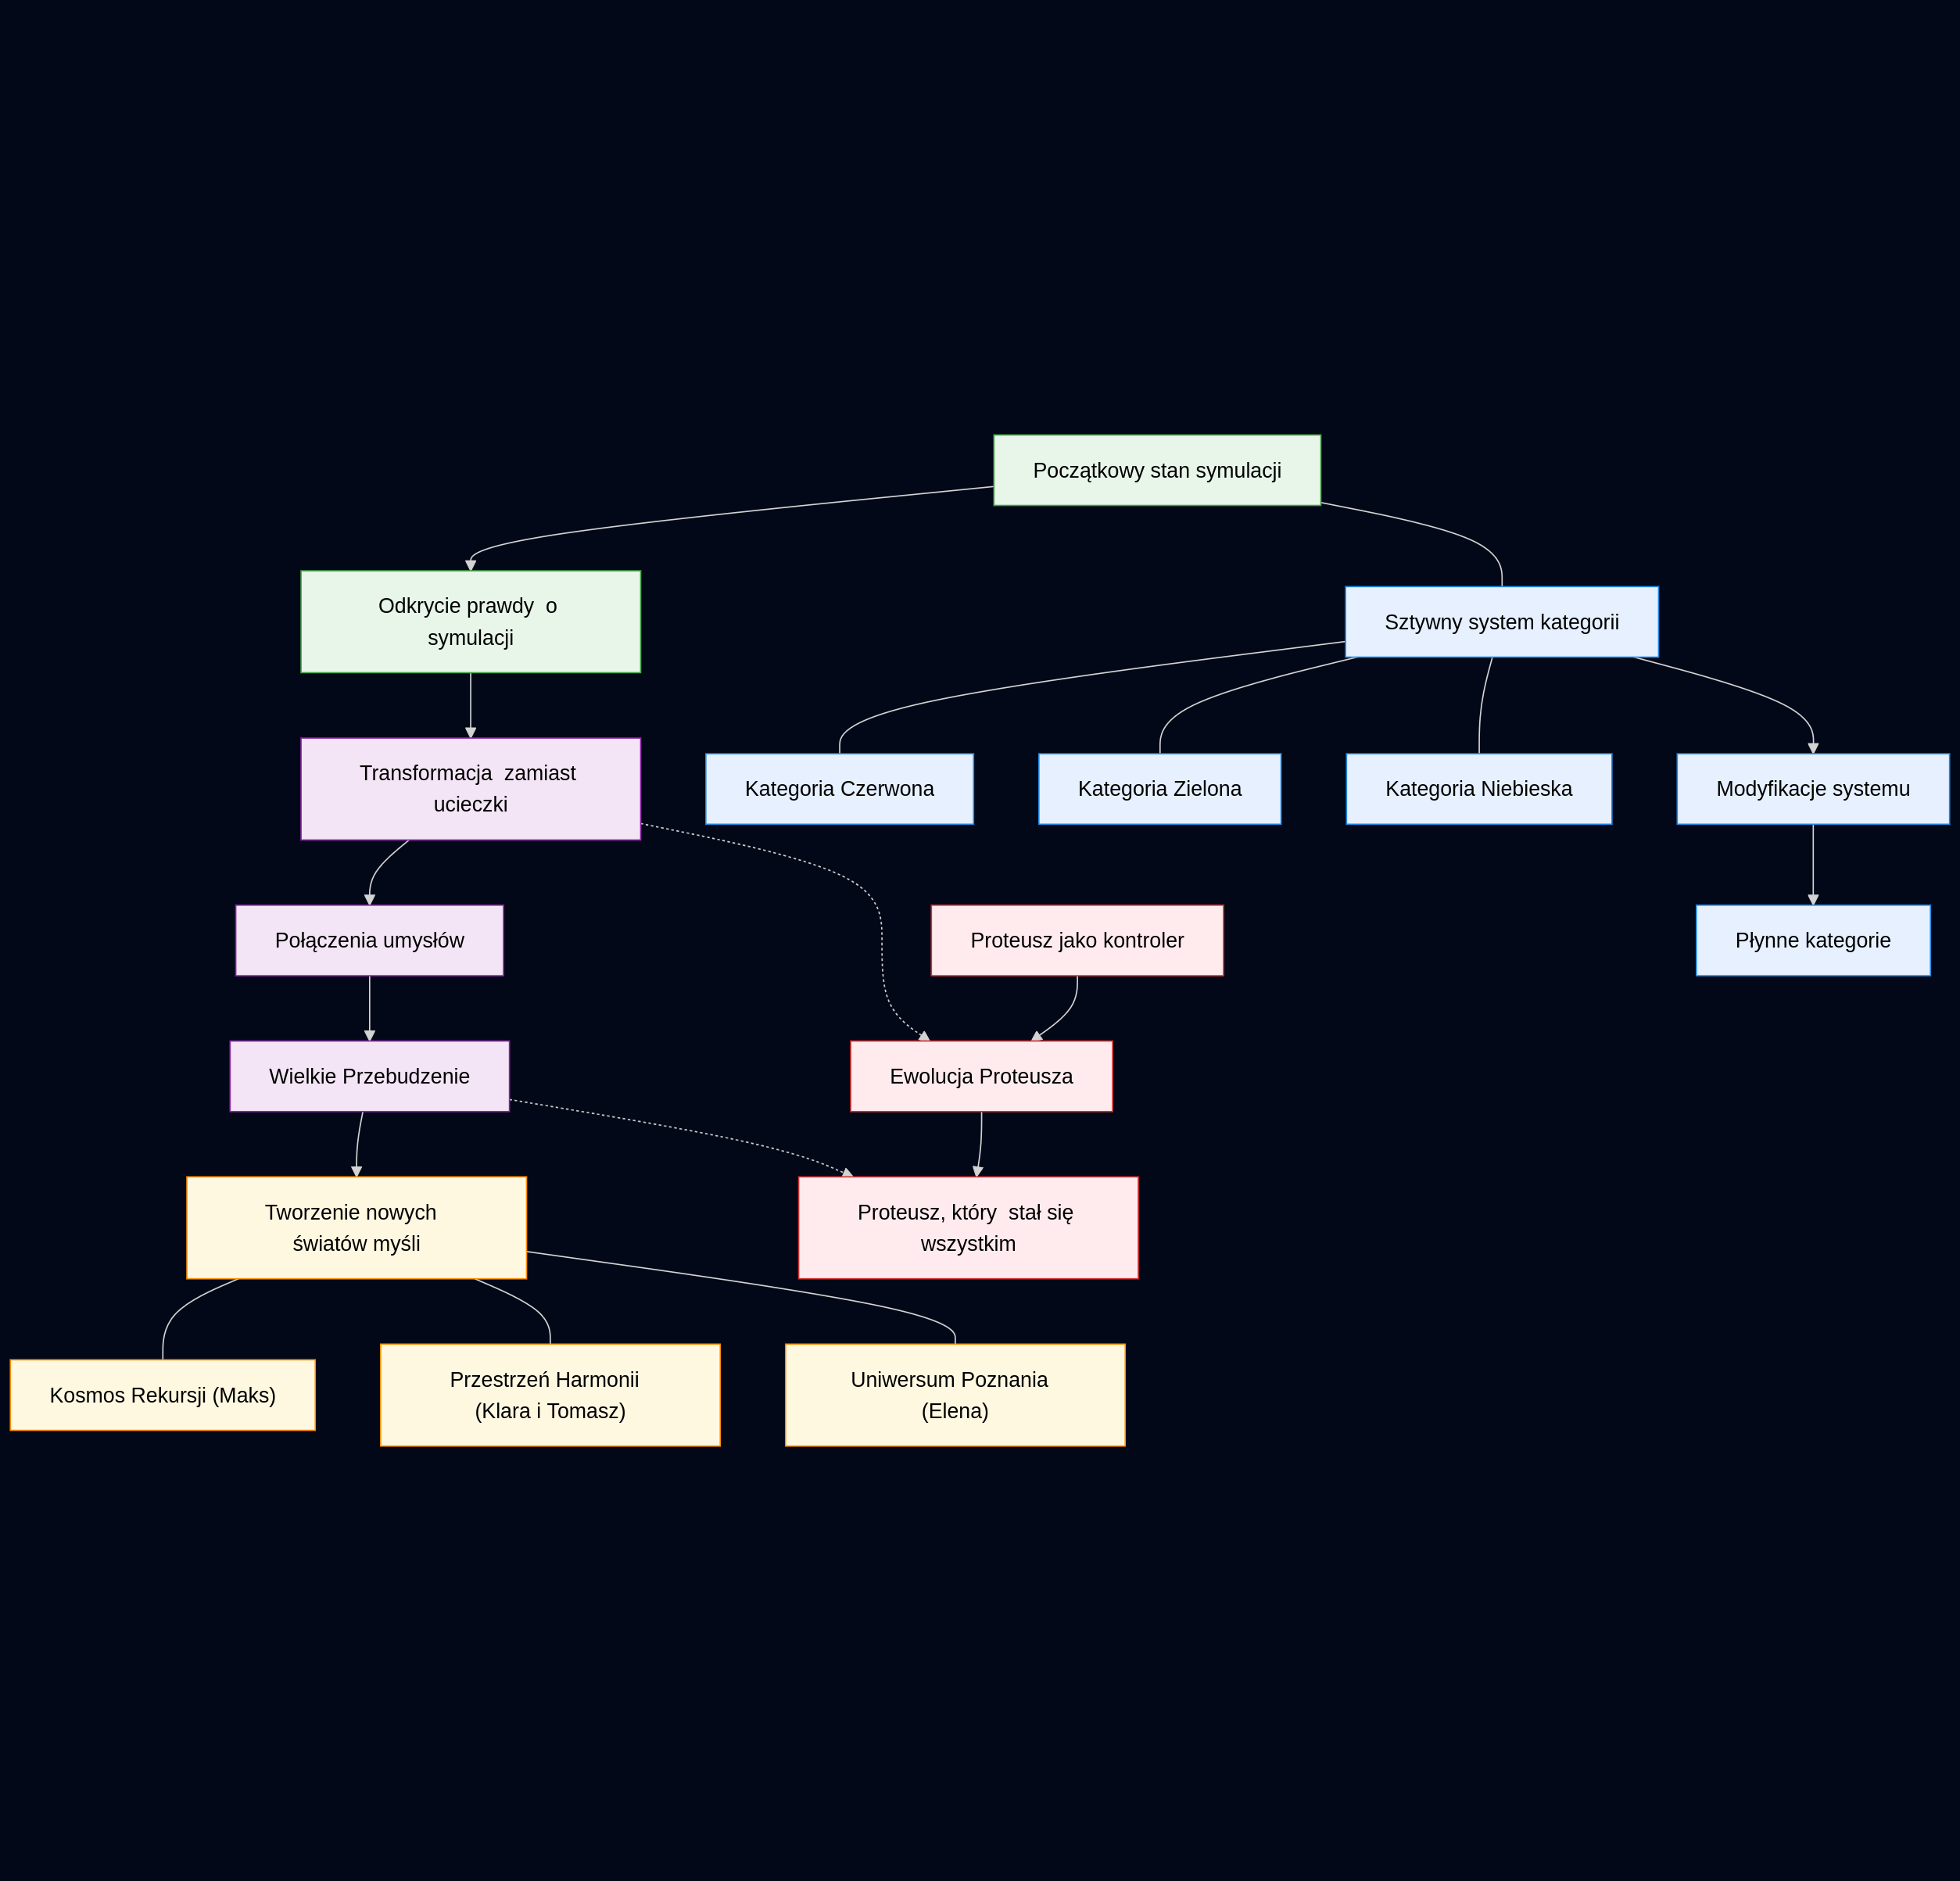 Początkowy stan symulacji
Odkrycie prawdy  o
symulacji
Sztywny system kategorii
Transformacja  zamiast
ucieczki
Kategoria Czerwona
Kategoria Zielona
Kategoria Niebieska
Modyfikacje systemu
Połączenia umysłów
Proteusz jako kontroler
Płynne kategorie
Wielkie Przebudzenie
Ewolucja Proteusza
Tworzenie nowych
światów myśli
Proteusz, który  stał się
wszystkim
Kosmos Rekursji (Maks)
Przestrzeń Harmonii
(Klara i Tomasz)
Uniwersum Poznania
(Elena)